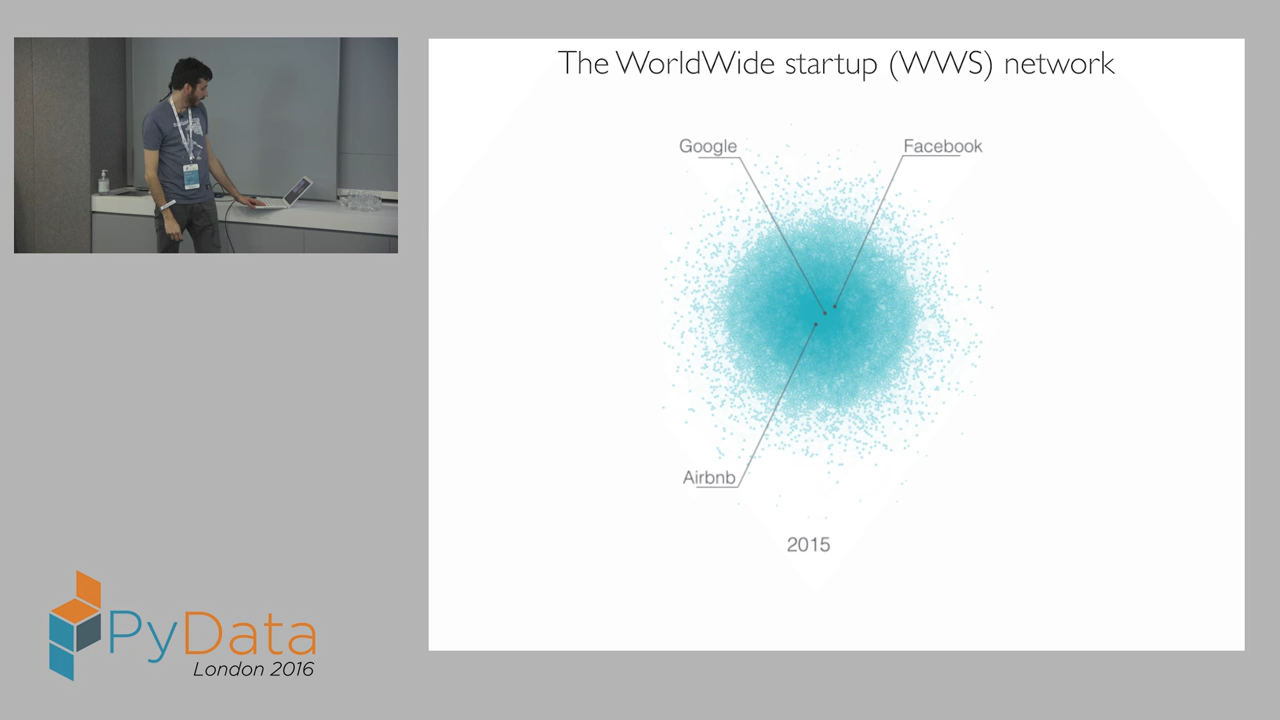 The WorldWide startup (WWS) network
Google
Facebook
Airbnb
2015
PyData
London 2016